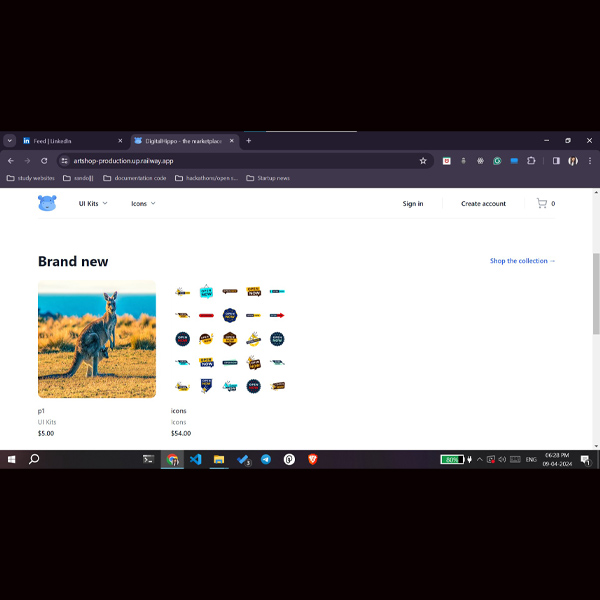 Feed | LinkedIn
DigitalHippo - the marketplace
artshop-production.up.railway.app
study websites
documentation code
hackathons/open s...
Startup news
UI Kits
Icons
Sign in
Create account
0
Brand new
Shop the collection →
p1
UI Kits
$5.00
icons
Icons
$54.00
80%
ENG
06:28 PM
09-04-2024